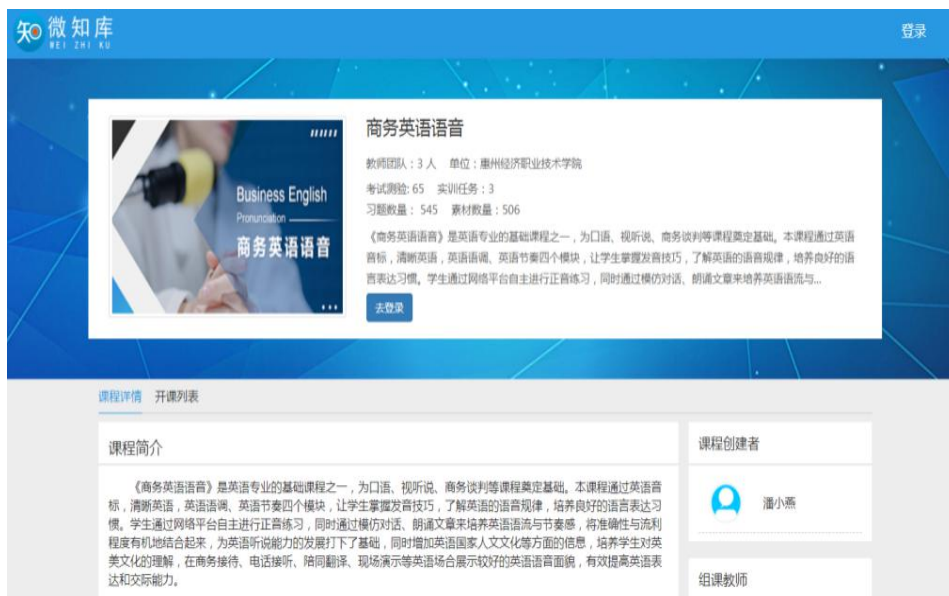 知 微知库
WEI ZHI KU
登录
Business English
Pronunciation
商务英语语音
商务英语语音
教师团队：3 人 单位：惠州经济职业技术学院
考试测验: 65 实训任务：3
习题数量： 545 素材数量：506
《商务英语语音》是英语专业的基础课程之一，为口语、视听说、商务谈判等课程奠定基础。本课程通过英语
音标，清晰英语，英语语调、英语节奏四个模块，让学生掌握发音技巧，了解英语的语音规律，培养良好的语
言表达习惯。学生通过网络平台自主进行正音练习，同时通过模仿对话、朗诵文章来培养英语语流与...
去登录
课程详情 开课列表
课程简介
《商务英语语音》是英语专业的基础课程之一，为口语、视听说、商务谈判等课程奠定基础。本课程通过英语音
标，清晰英语，英语语调、英语节奏四个模块，让学生掌握发音技巧，了解英语的语音规律，培养良好的语言表达习
惯。学生通过网络平台自主进行正音练习，同时通过模仿对话、朗诵文章来培养英语语流与节奏感，将准确性与流利
程度有机地结合起来，为英语听说能力的发展打下了基础，同时增加英语国家人文文化等方面的信息，培养学生对英
美文化的理解，在商务接待、电话接听、陪同翻译、现场演示等英语场合展示较好的英语语音面貌，有效提高英语表
达和交际能力。
课程创建者
潘小燕
组课教师